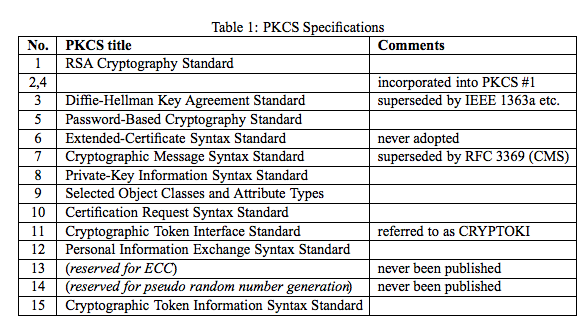 Table 1: PKCS Specifications
No. PKCS title Comments
1 RSA Cryptography Standard
2,4 incorporated into PKCS #1
3 Diffie-Hellman Key Agreement Standard superseded by IEEE 1363a etc.
5 Password-Based Cryptography Standard
6 Extended-Certificate Syntax Standard never adopted
7 Cryptographic Message Syntax Standard superseded by RFC 3369 (CMS)
8 Private-Key Information Syntax Standard
9 Selected Object Classes and Attribute Types
10 Certification Request Syntax Standard
11 Cryptographic Token Interface Standard referred to as CRYPTOKI
12 Personal Information Exchange Syntax Standard
13 (reserved for ECC) never been published
14 (reserved for pseudo random number generation) never been published
15 Cryptographic Token Information Syntax Standard